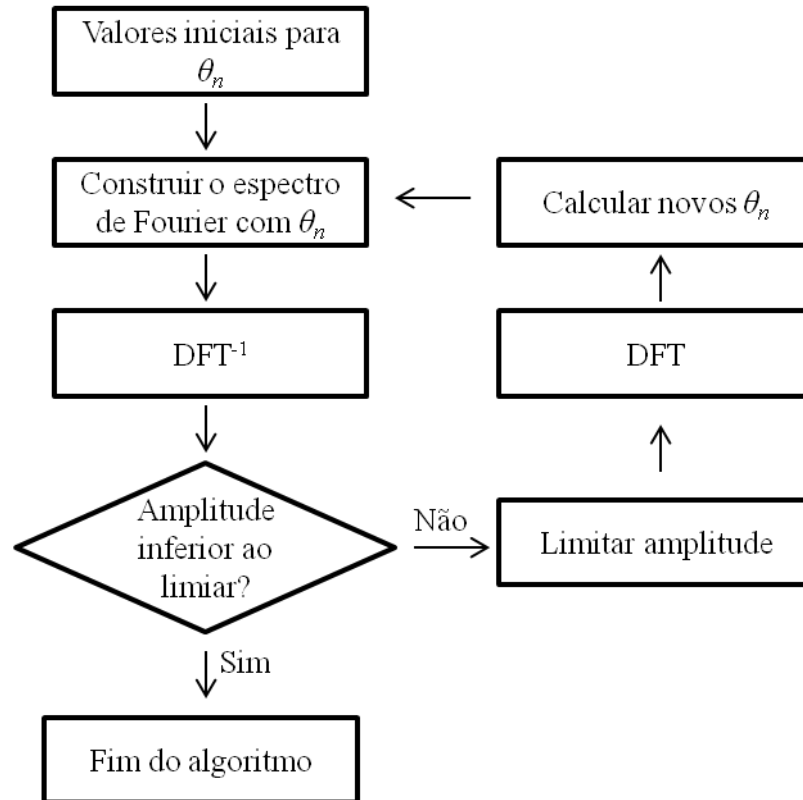 Valores iniciais para
θn
Construir o espectro
de Fourier com θn
Calcular novos θn
DFT-1
DFT
Amplitude
inferior ao
limiar?
Não
Limitar amplitude
Sim
Fim do algoritmo